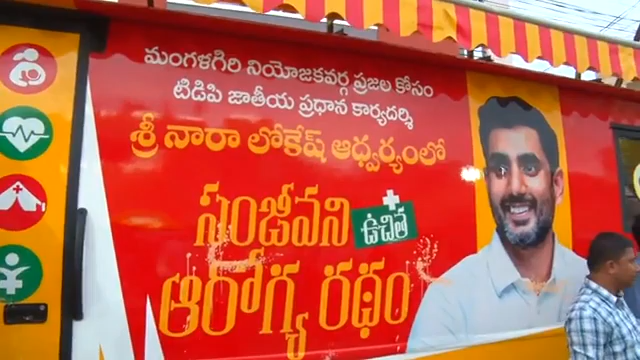 మంగళగిరి నియోజకవర్గ ప్రజల కోసం
టిడిపి జాతీయ ప్రధాన కార్యదర్శి
శ్రీ నారా లోకేష్ ఆధ్వర్యంలో
సంజీవని ఉచిత
ఆరోగ్య రథం